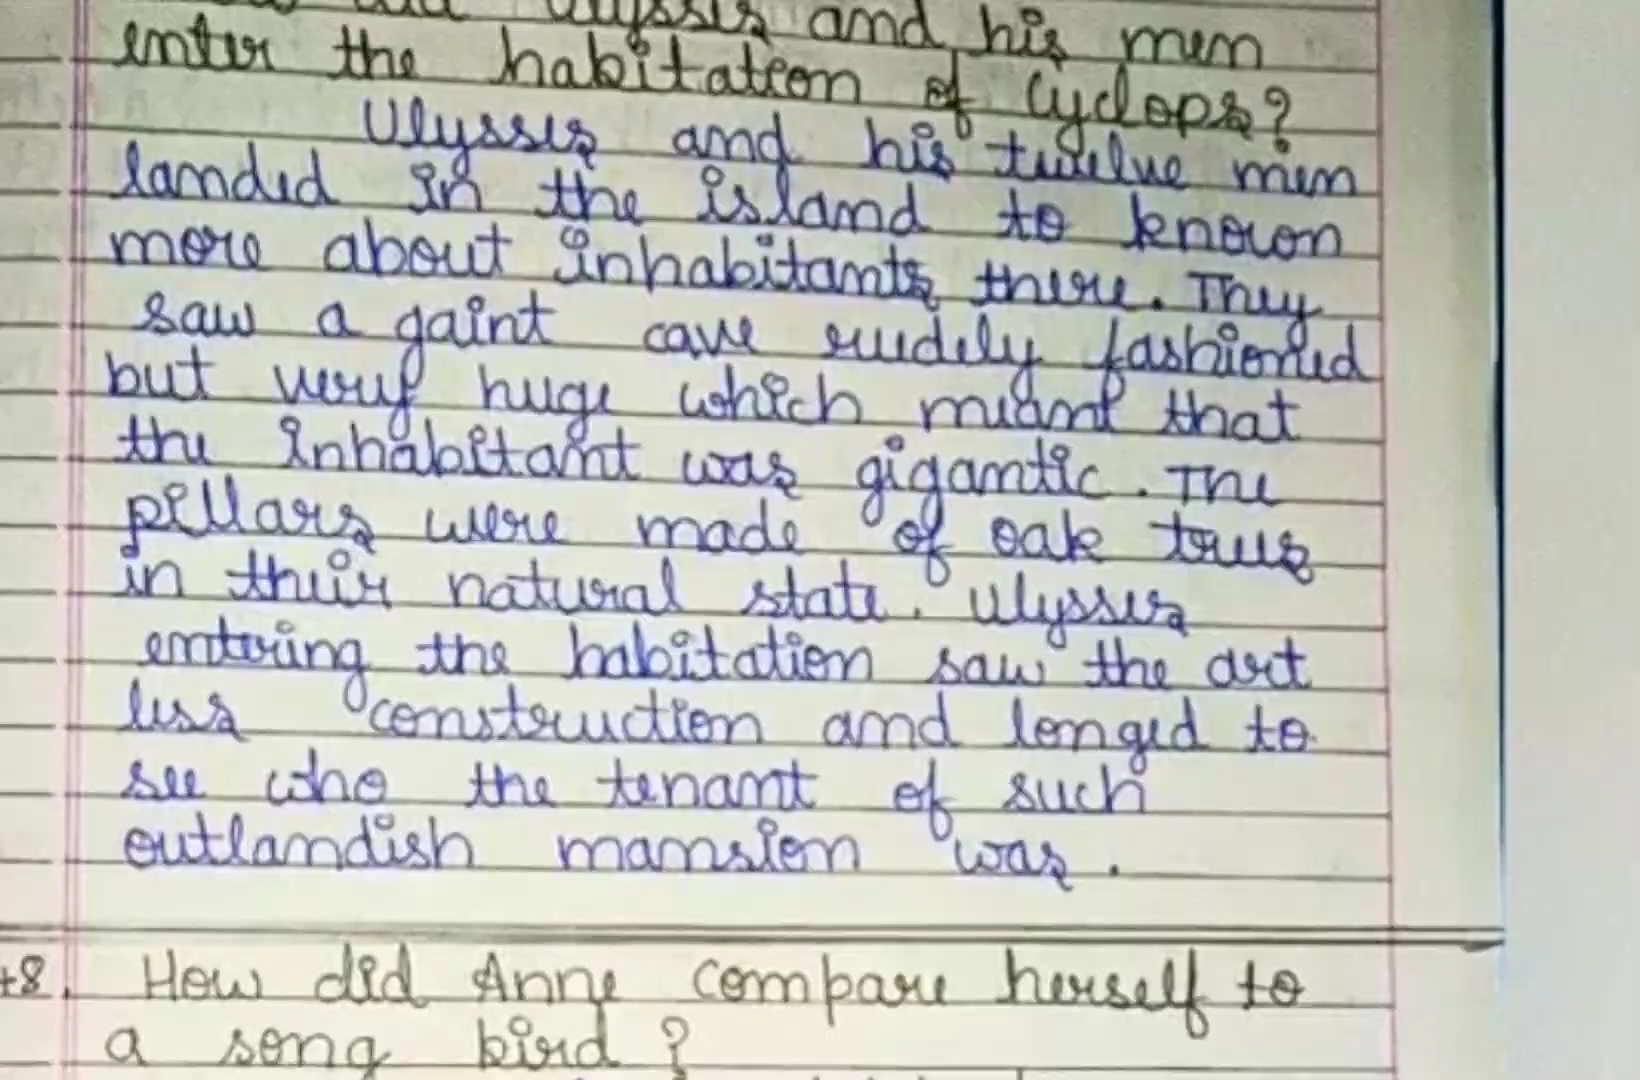 did Ulysses and his men
enter the habitation of Cyclops?
Ulysses and his twelve men
landed in the island to known
more about inhabitants there. They
saw a gaint cave rudely fashioned
but very huge which meant that
the inhabitant was gigantic. The
pillars were made of oak trees
in their natural state. Ulysses
entering the habitation saw the art
less construction and longed to
see who the tenant of such
outlandish mansion was.
+8. How did Anne compare herself to
a song bird?